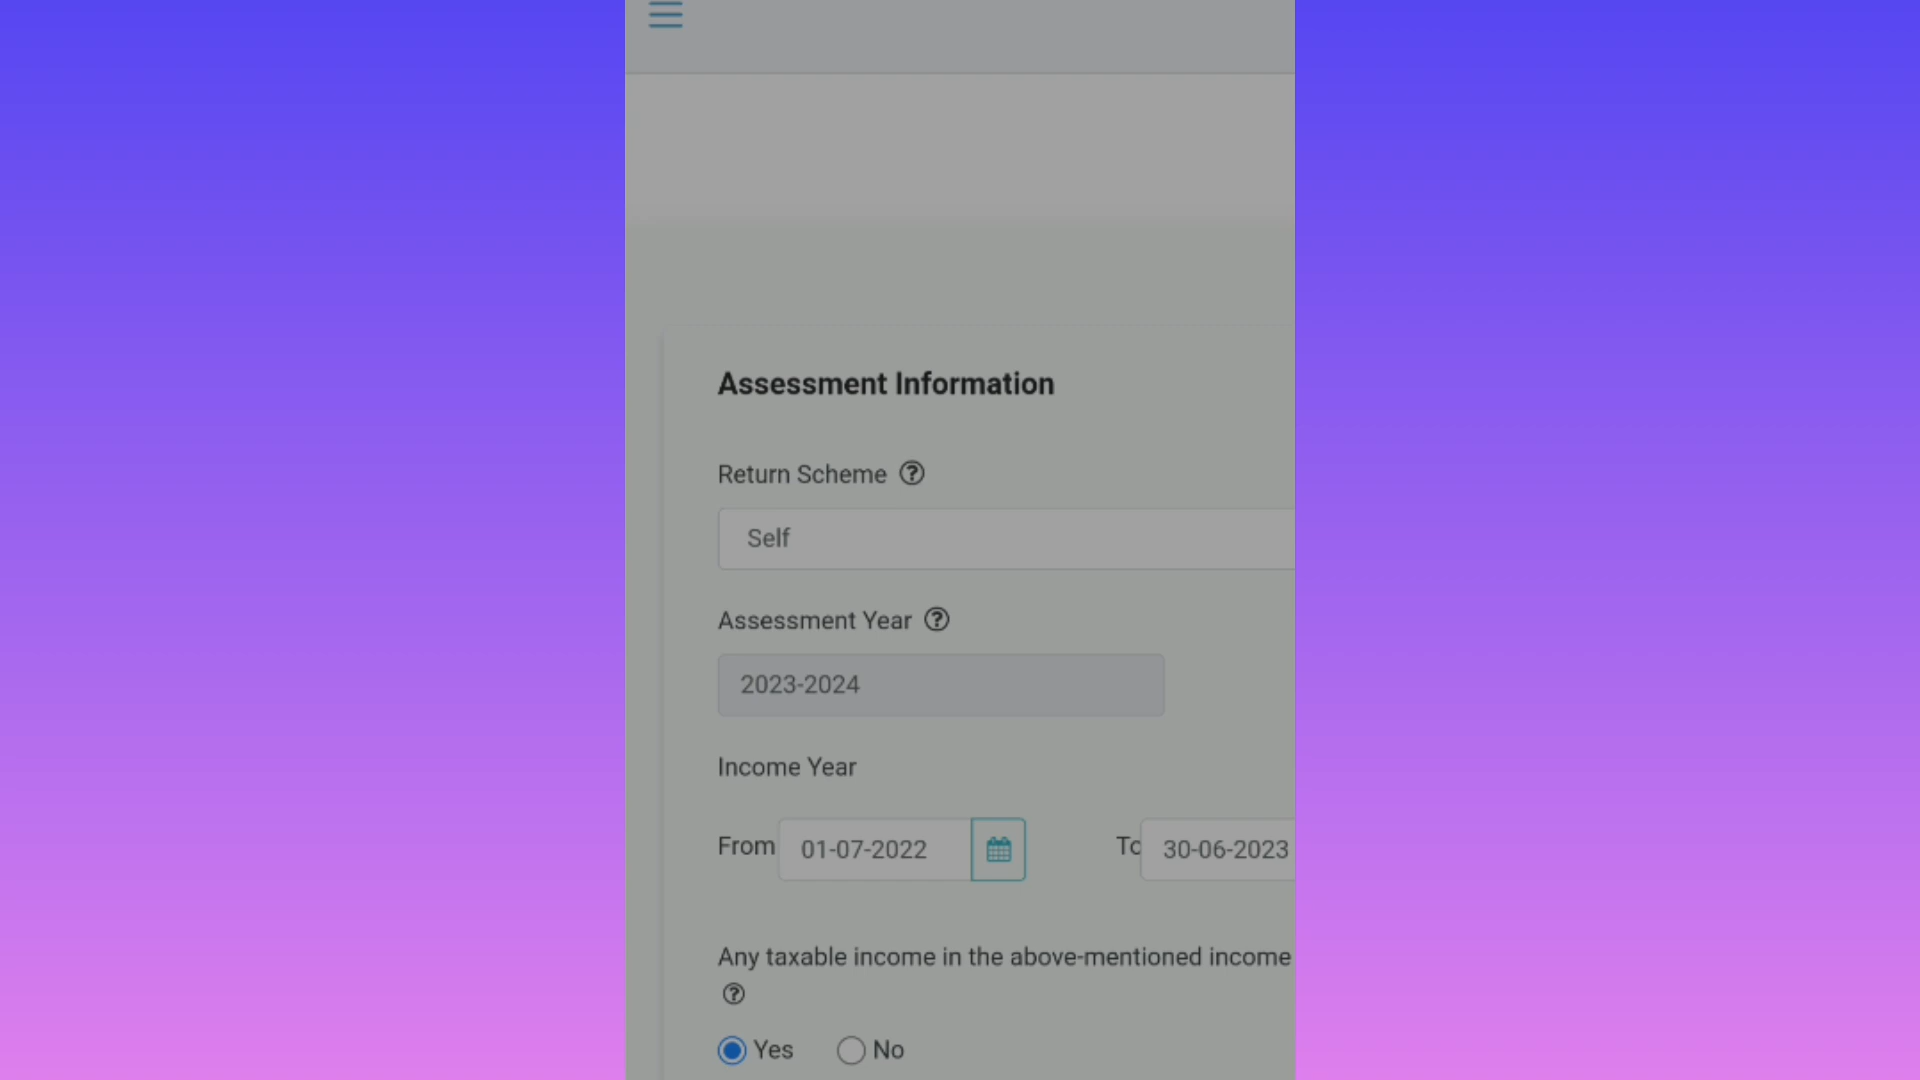 Assessment Information
Return Scheme
Self
Assessment Year
2023-2024
Income Year
From 01-07-2022 To 30-06-2023
Any taxable income in the above-mentioned income
Yes No